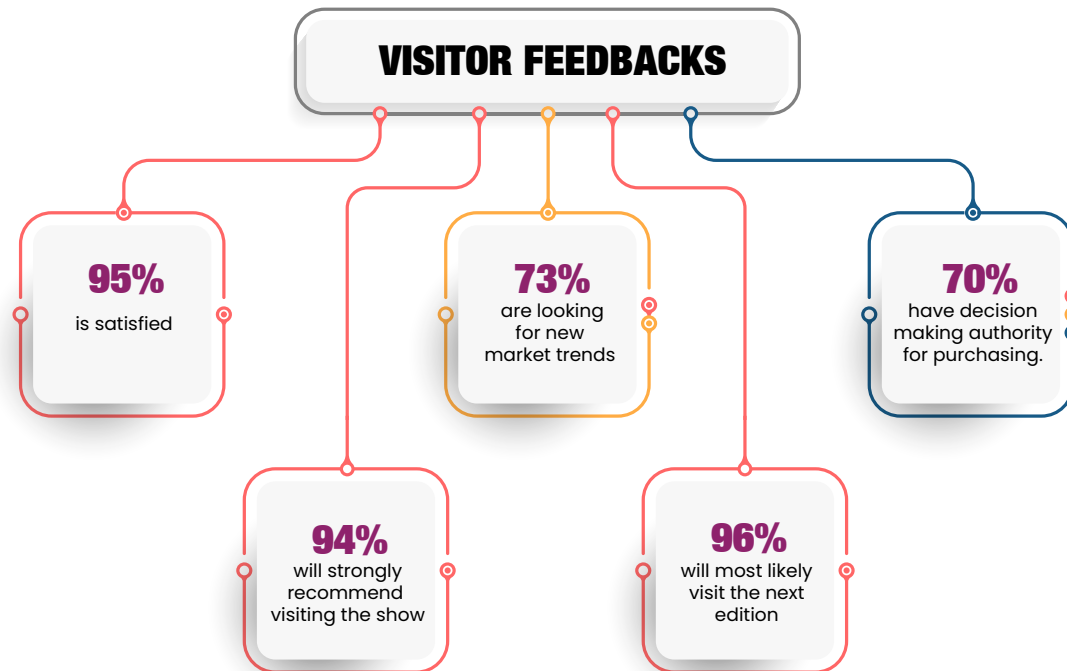 VISITOR FEEDBACKS
95%
is satisfied
73%
are looking
for new
market trends
70%
have decision
making authority
for purchasing.
94%
will strongly
recommend
visiting the show
96%
will most likely
visit the next
edition